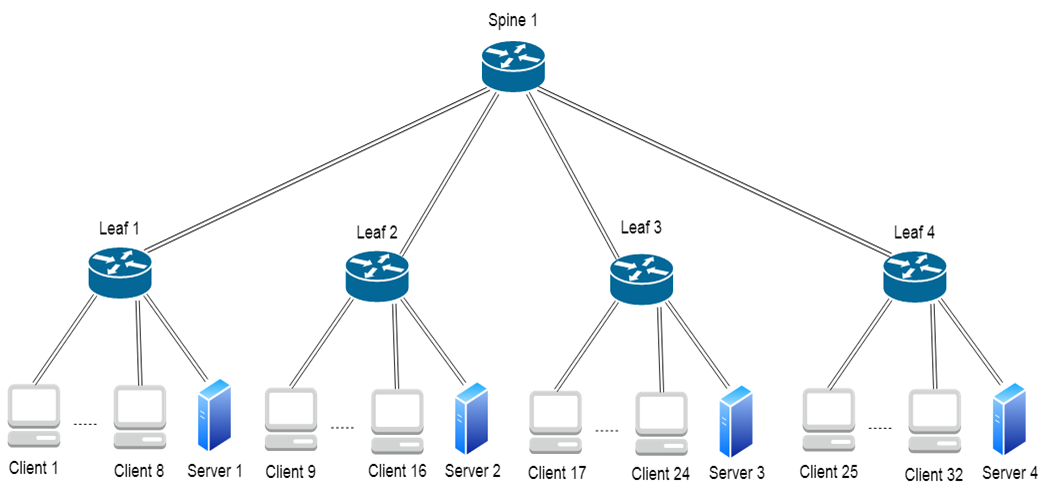 Spine 1
Leaf 1
Leaf 2
Leaf 3
Leaf 4
Client 1
Client 8
Server 1
Client 9
Client 16
Server 2
Client 17
Client 24
Server 3
Client 25
Client 32
Server 4